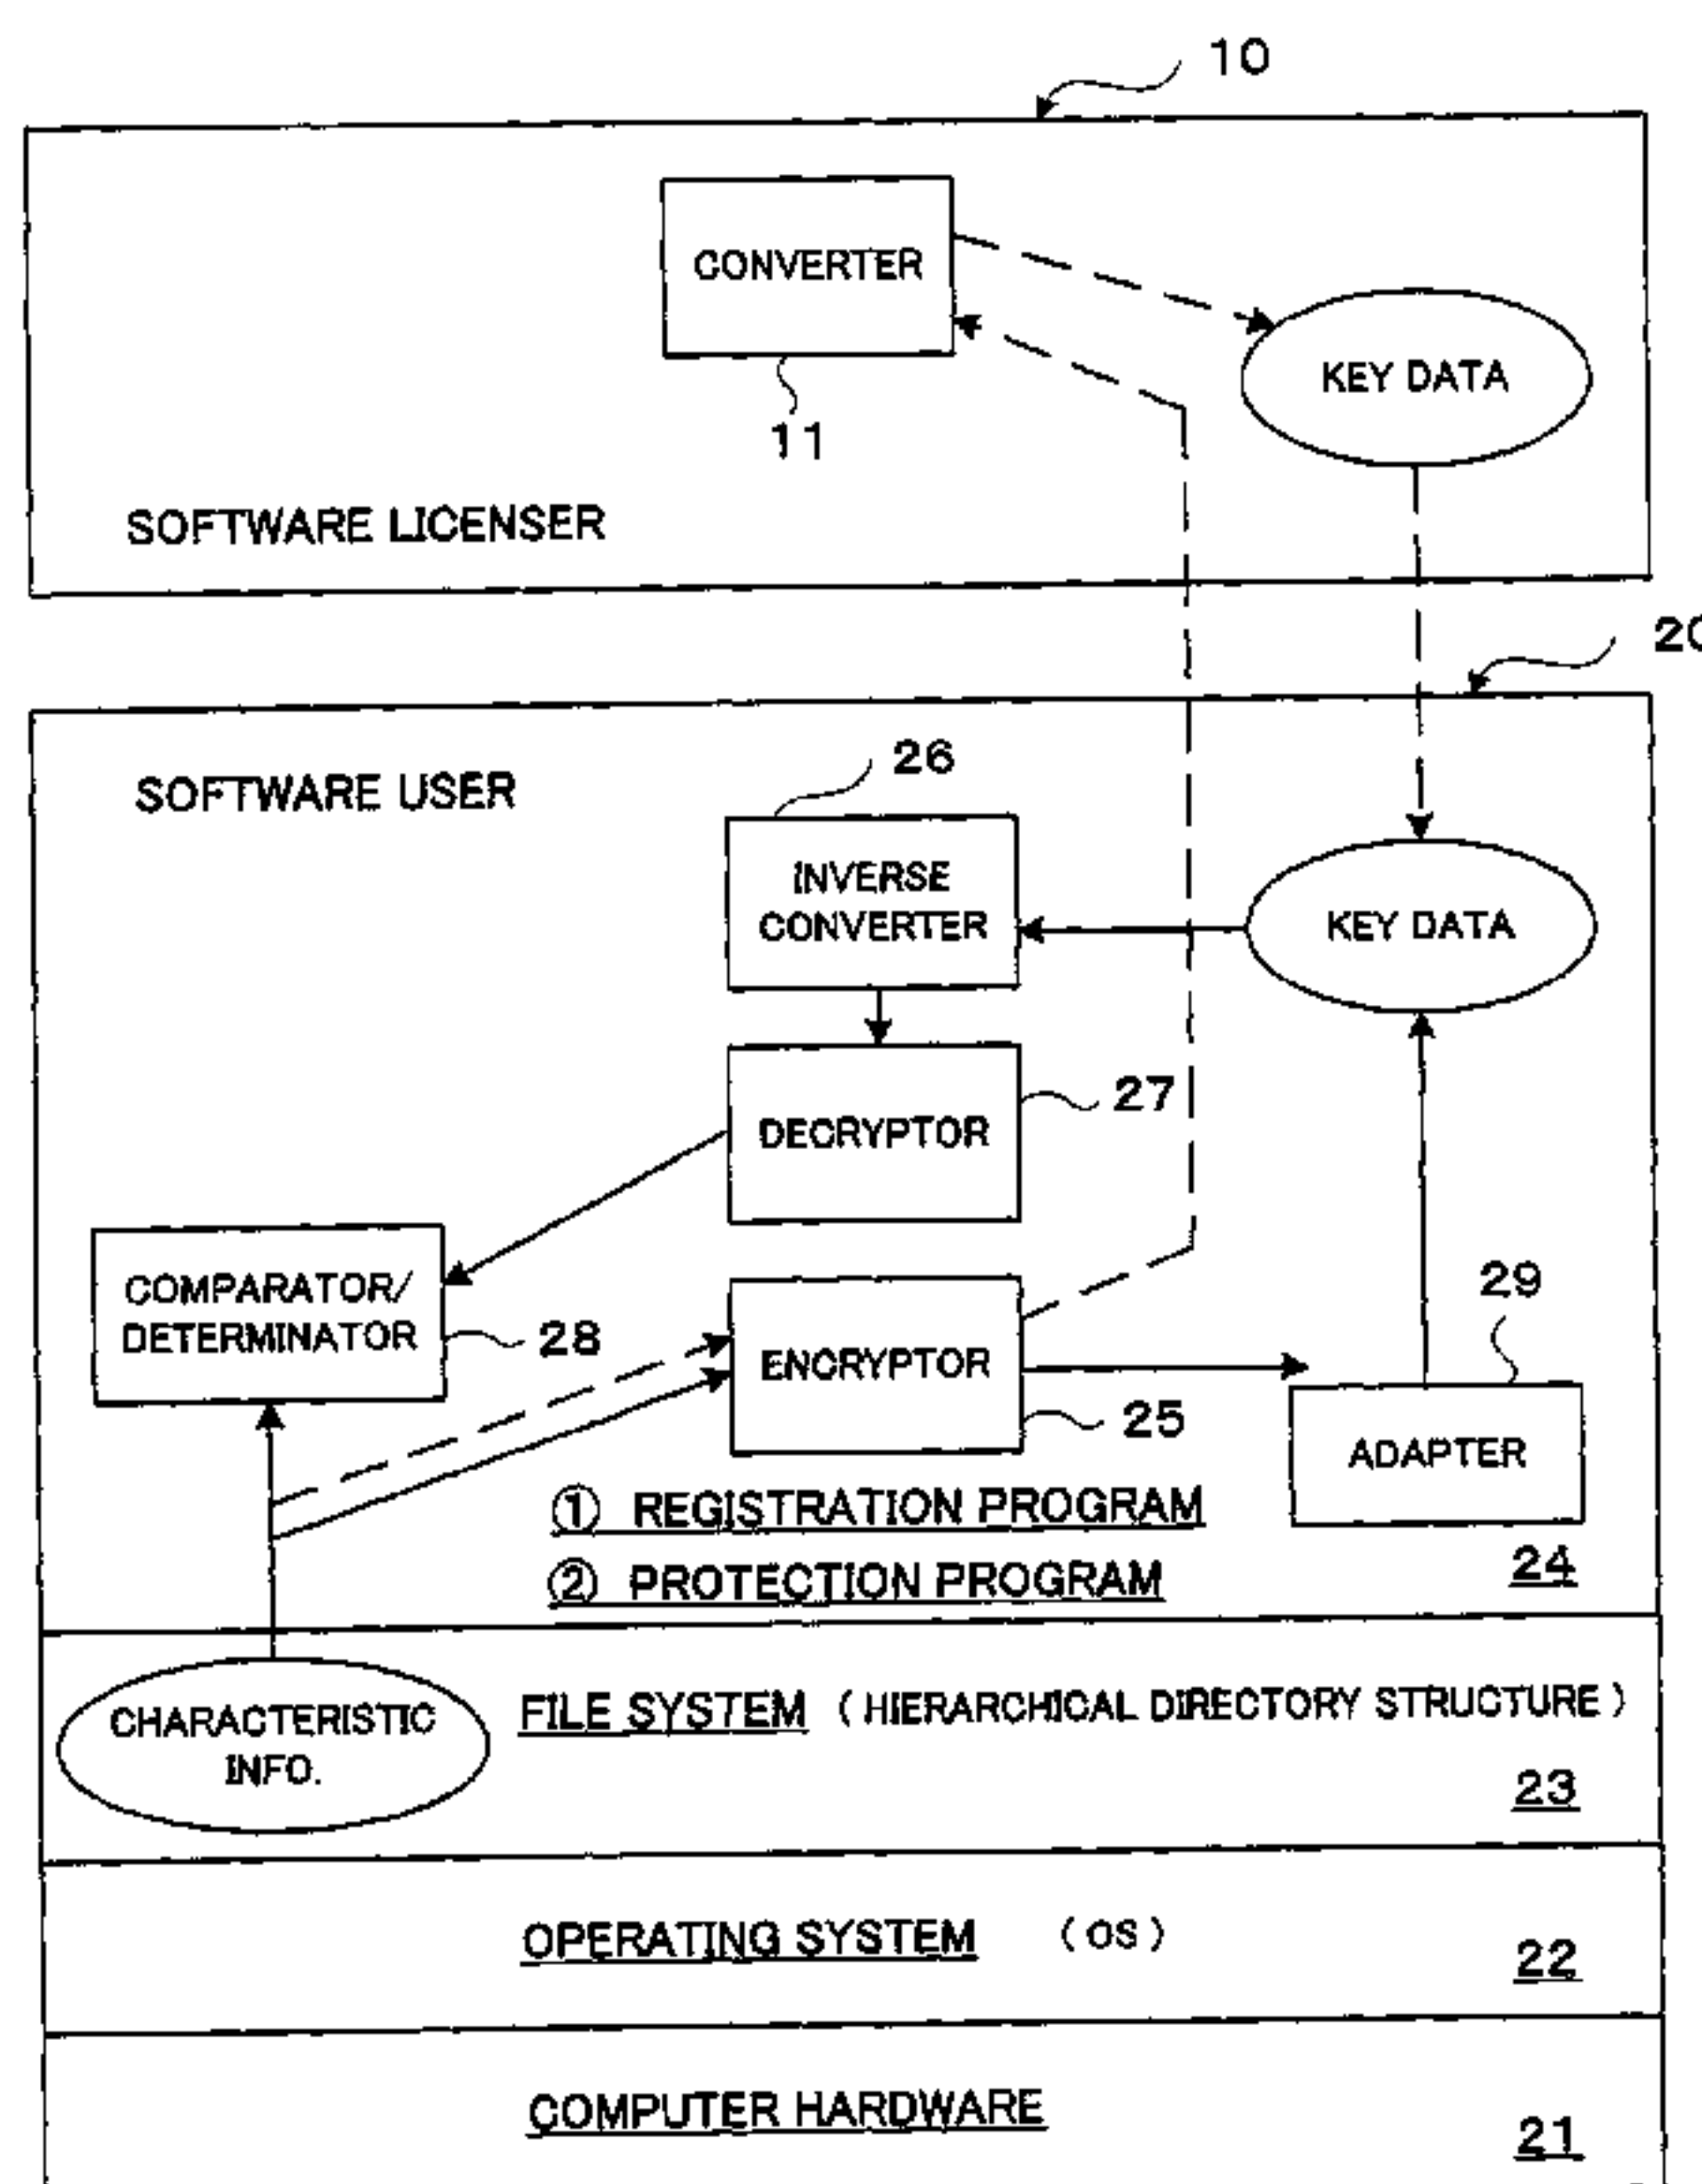 10
CONVERTER
KEY DATA
11
SOFTWARE LICENSER
20
26
SOFTWARE USER
INVERSE
CONVERTER
KEY DATA
27
DECRYPTOR
COMPARATOR/
DETERMINATOR
28
29
ENCRYPTOR
25
ADAPTER
① REGISTRATION PROGRAM
② PROTECTION PROGRAM
24
CHARACTERISTIC
INFO.
FILE SYSTEM (HIERARCHICAL DIRECTORY STRUCTURE)
23
OPERATING SYSTEM (OS)
22
COMPUTER HARDWARE
21